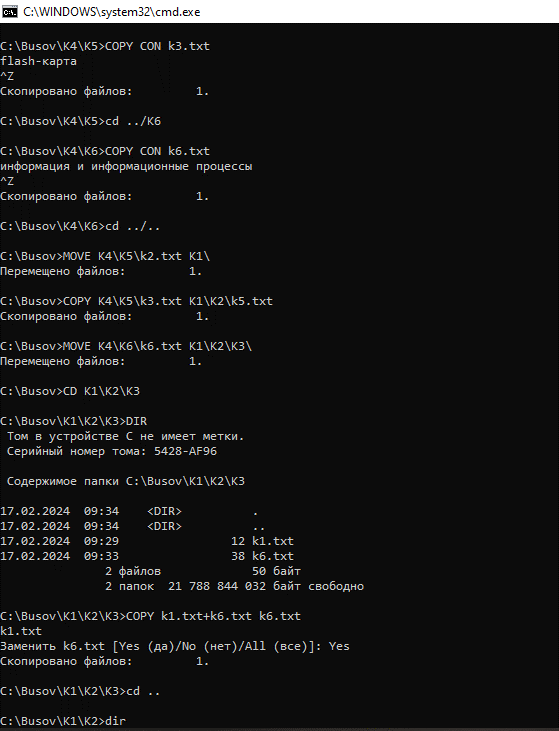 C:\WINDOWS\system32\cmd.exe
C:\Busov\K4\K5>COPY CON k3.txt
flash-карта
^Z
Скопировано файлов:         1.
C:\Busov\K4\K5>cd ../K6
C:\Busov\K4\K6>COPY CON k6.txt
информация и информационные процессы
^Z
Скопировано файлов:         1.
C:\Busov\K4\K6>cd ../..
C:\Busov>MOVE K4\K5\k2.txt K1\
Перемещено файлов:         1.
C:\Busov>COPY K4\K5\k3.txt K1\K2\k5.txt
Скопировано файлов:         1.
C:\Busov>MOVE K4\K6\k6.txt K1\K2\K3\
Перемещено файлов:         1.
C:\Busov>CD K1\K2\K3
C:\Busov\K1\K2\K3>DIR
 Том в устройстве C не имеет метки.
 Серийный номер тома: 5428-AF96
 Содержимое папки C:\Busov\K1\K2\K3
17.02.2024  09:34    <DIR>          .
17.02.2024  09:34    <DIR>          ..
17.02.2024  09:29                12 k1.txt
17.02.2024  09:33                38 k6.txt
               2 файлов             50 байт
               2 папок  21 788 844 032 байт свободно
C:\Busov\K1\K2\K3>COPY k1.txt+k6.txt k6.txt
k1.txt
Заменить k6.txt [Yes (да)/No (нет)/All (все)]: Yes
Скопировано файлов:         1.
C:\Busov\K1\K2\K3>cd ..
C:\Busov\K1\K2>dir